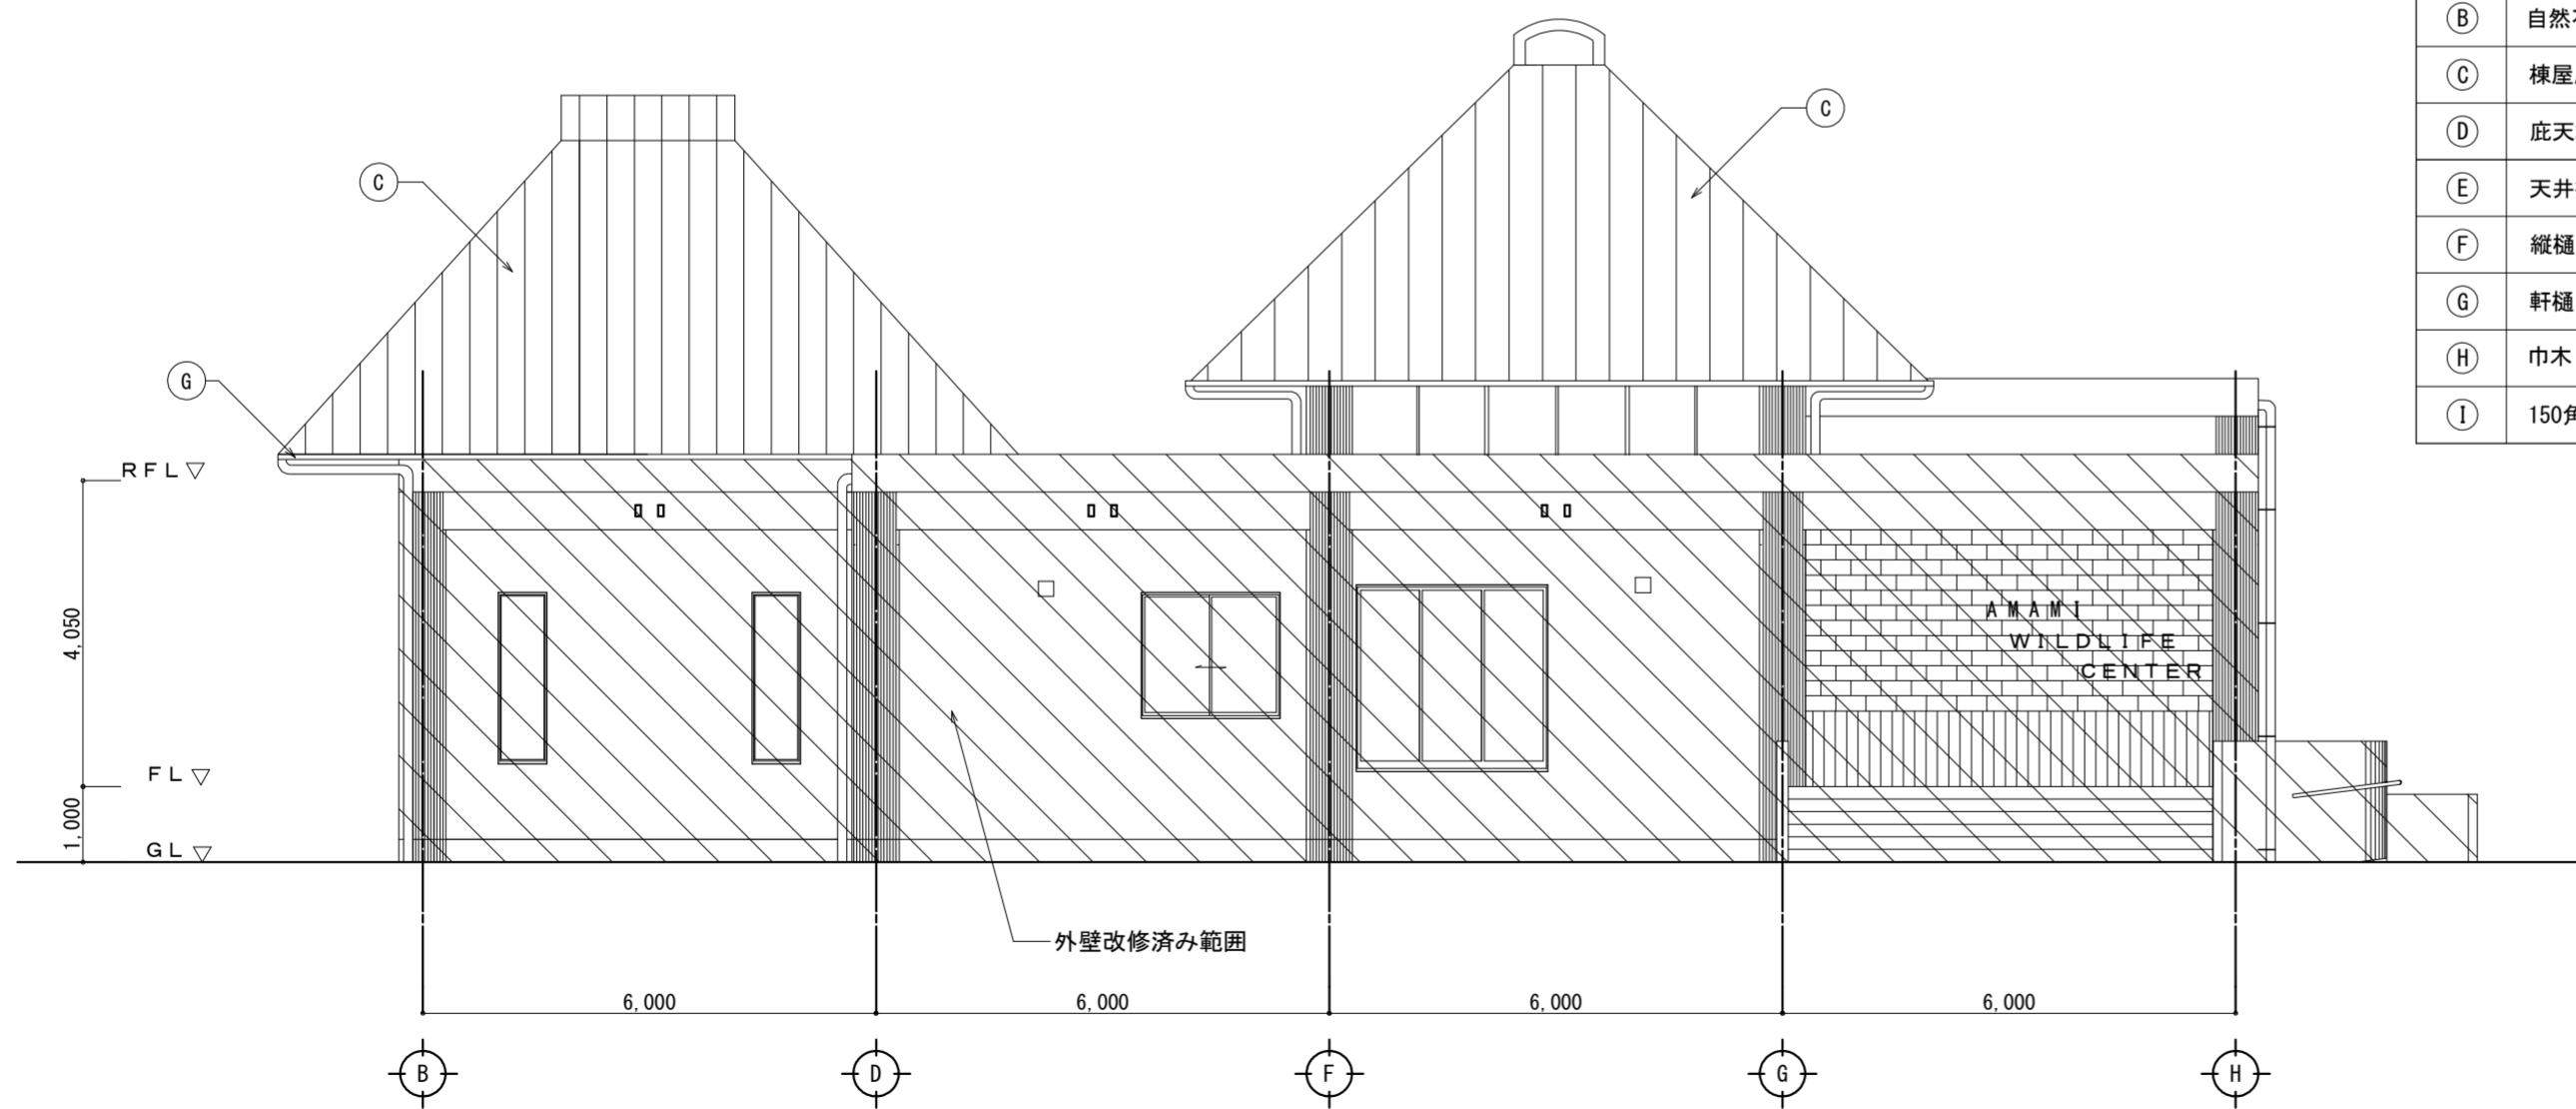 Ⓑ 自然
Ⓒ 棟屋
Ⓓ 庇天
Ⓔ 天井
Ⓕ 縦樋
Ⓖ 軒樋
Ⓗ 巾木
Ⓘ 150角
Ⓒ
Ⓒ
Ⓖ
RFL ▽
4,050
FL ▽
1,000
GL ▽
AMAMI
WILDLIFE
CENTER
外壁改修済み範囲
6,000 6,000 6,000 6,000
B D F G H